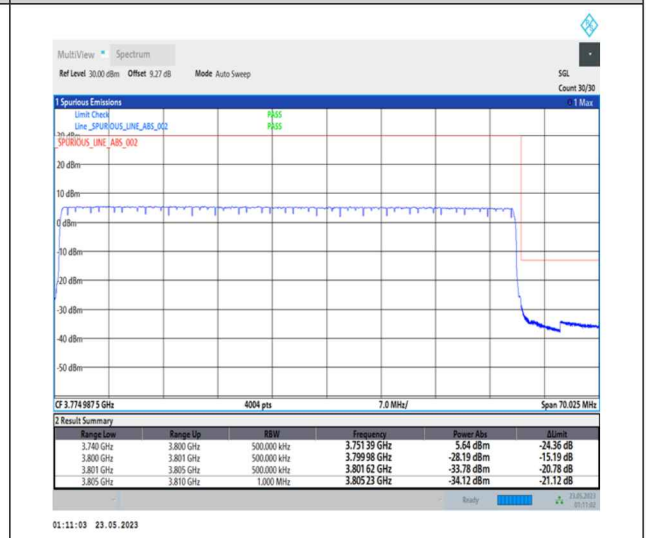 MultiView Spectrum
Ref Level 30.00 dBm Offset 9.27 dB Mode Auto Sweep SGL
Count 30/30
1 Spurious Emissions 1 Max
Limit Check PASS
Line _SPURIOUS_LINE_ABS_002 PASS
SPURIOUS_LINE_ABS_002
20 dBm
10 dBm
0 dBm
-10 dBm
-20 dBm
-30 dBm
-40 dBm
-50 dBm
CF 3.774 987 5 GHz 4004 pts 7.0 MHz/ Span 70.025 MHz
2 Result Summary
Range Low Range Up RBW Frequency Power Abs ΔLimit
3.740 GHz 3.800 GHz 500.000 kHz 3.751 39 GHz 5.64 dBm -24.36 dB
3.800 GHz 3.801 GHz 500.000 kHz 3.799 98 GHz -28.19 dBm -15.19 dB
3.801 GHz 3.805 GHz 500.000 kHz 3.801 62 GHz -33.78 dBm -20.78 dB
3.805 GHz 3.810 GHz 1.000 MHz 3.805 23 GHz -34.12 dBm -21.12 dB
Ready 23.05.2023
01:11:02
01:11:03 23.05.2023